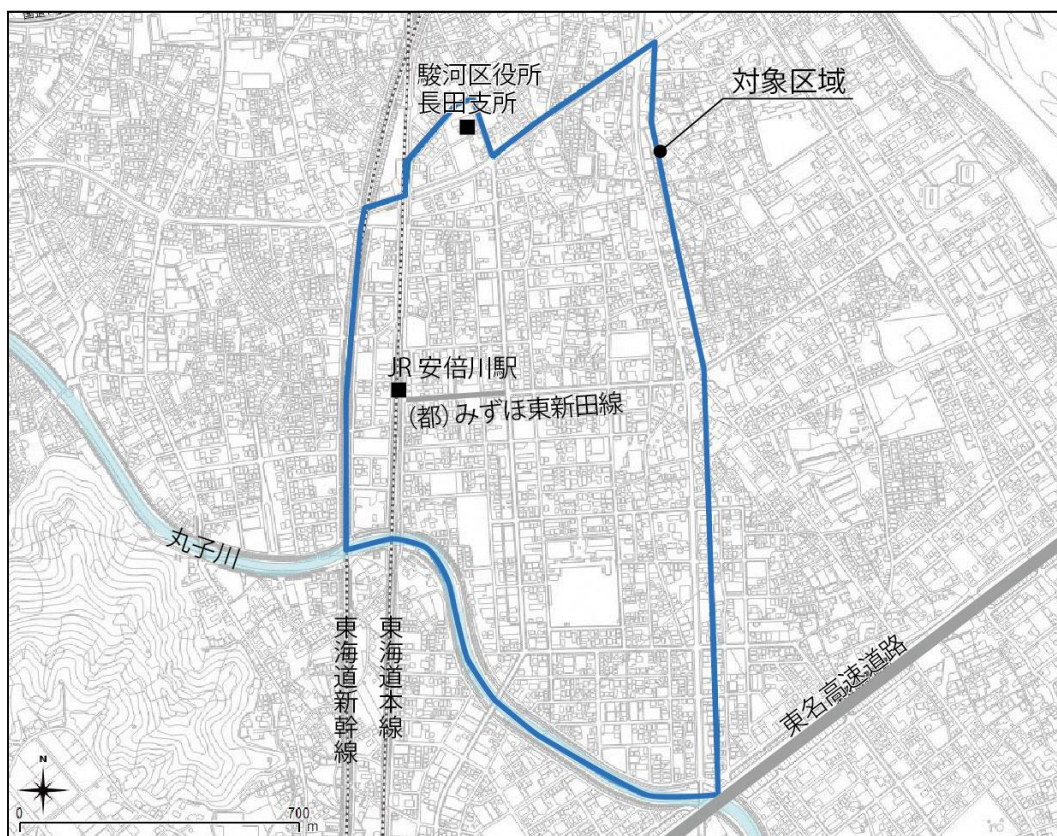 駿河区役所
長田支所
対象区域
JR 安倍川駅
(都)みずほ東新田線
丸子川
東海道新幹線
東海道本線
東名高速道路
N
0 700 m